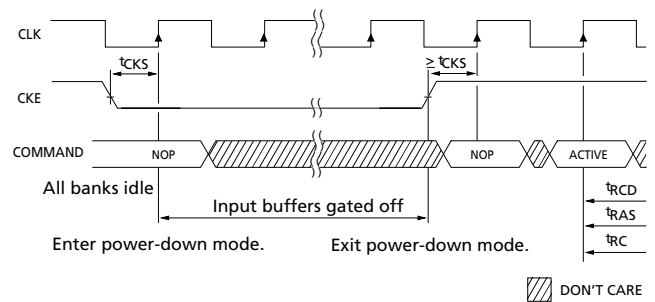 CLK
tCKS
≥ tCKS
CKE
COMMAND
NOP
NOP
ACTIVE
All banks idle
tRCD
Input buffers gated off
tRAS
Enter power-down mode.
Exit power-down mode.
tRC
DON'T CARE